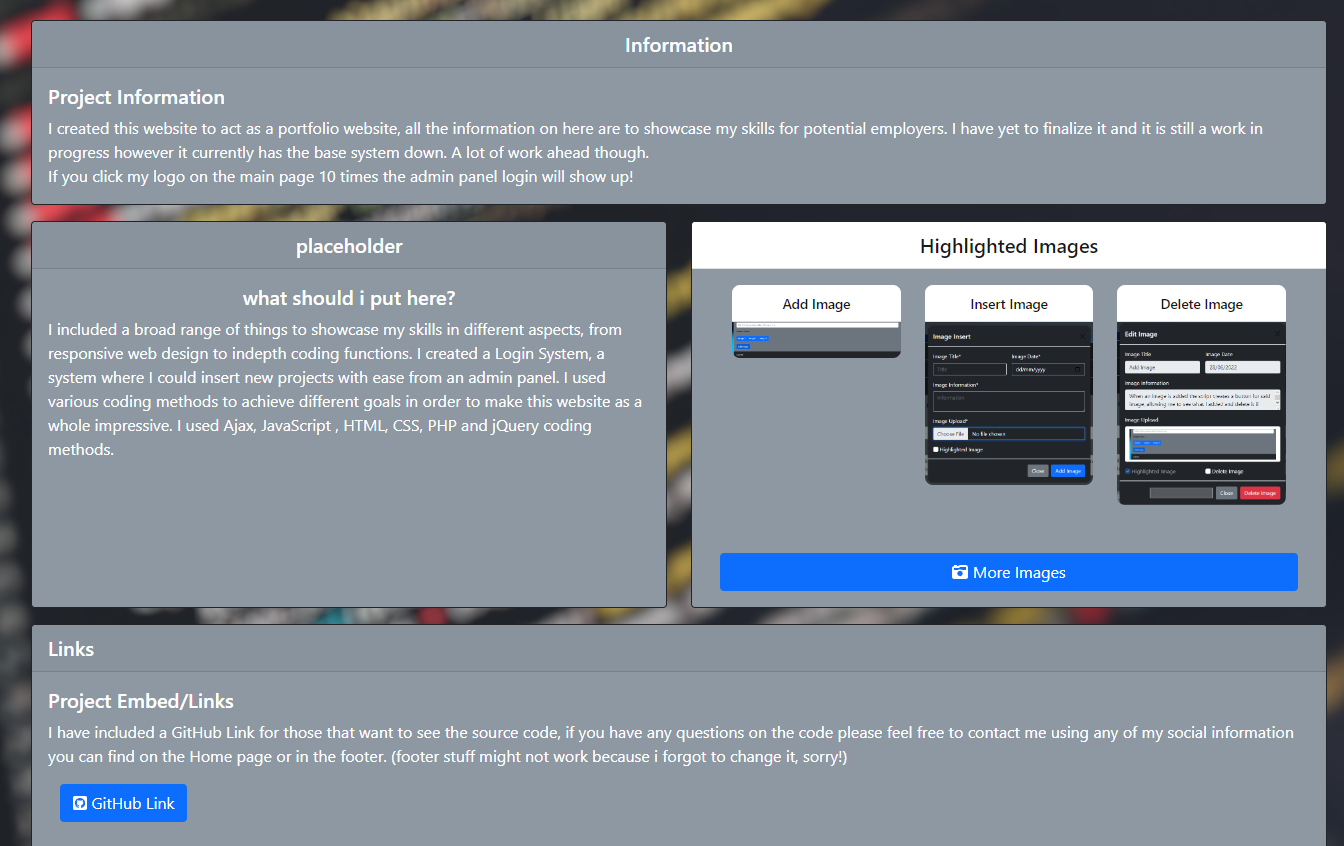 Information
Project Information
I created this website to act as a portfolio website, all the information on here are to showcase my skills for potential employers. I have yet to finalize it and it is still a work in
progress however it currently has the base system down. A lot of work ahead though.
If you click my logo on the main page 10 times the admin panel login will show up!
placeholder
what should i put here?
I included a broad range of things to showcase my skills in different aspects, from
responsive web design to indepth coding functions. I created a Login System, a
system where I could insert new projects with ease from an admin panel. I used
various coding methods to achieve different goals in order to make this website as a
whole impressive. I used Ajax, JavaScript , HTML, CSS, PHP and jQuery coding
methods.
Highlighted Images
Add Image
Insert Image
Image Insert
Image Title*
Image Date*
Title
dd/mm/yyyy
Image Information*
Information
Image Upload*
Choose File
No file chosen
Highlighted Image
Close
Add Image
Delete Image
Edit Image
Image Title
Image Date
Add Image
23/06/2022
Image Information
When an image is added the script creates a button for said
image, allowing me to see what I added and delete is if
Image Upload
Highlighted Image
Delete Image
Close
Delete Image
More Images
Links
Project Embed/Links
I have included a GitHub Link for those that want to see the source code, if you have any questions on the code please feel free to contact me using any of my social information
you can find on the Home page or in the footer. (footer stuff might not work because i forgot to change it, sorry!)
GitHub Link